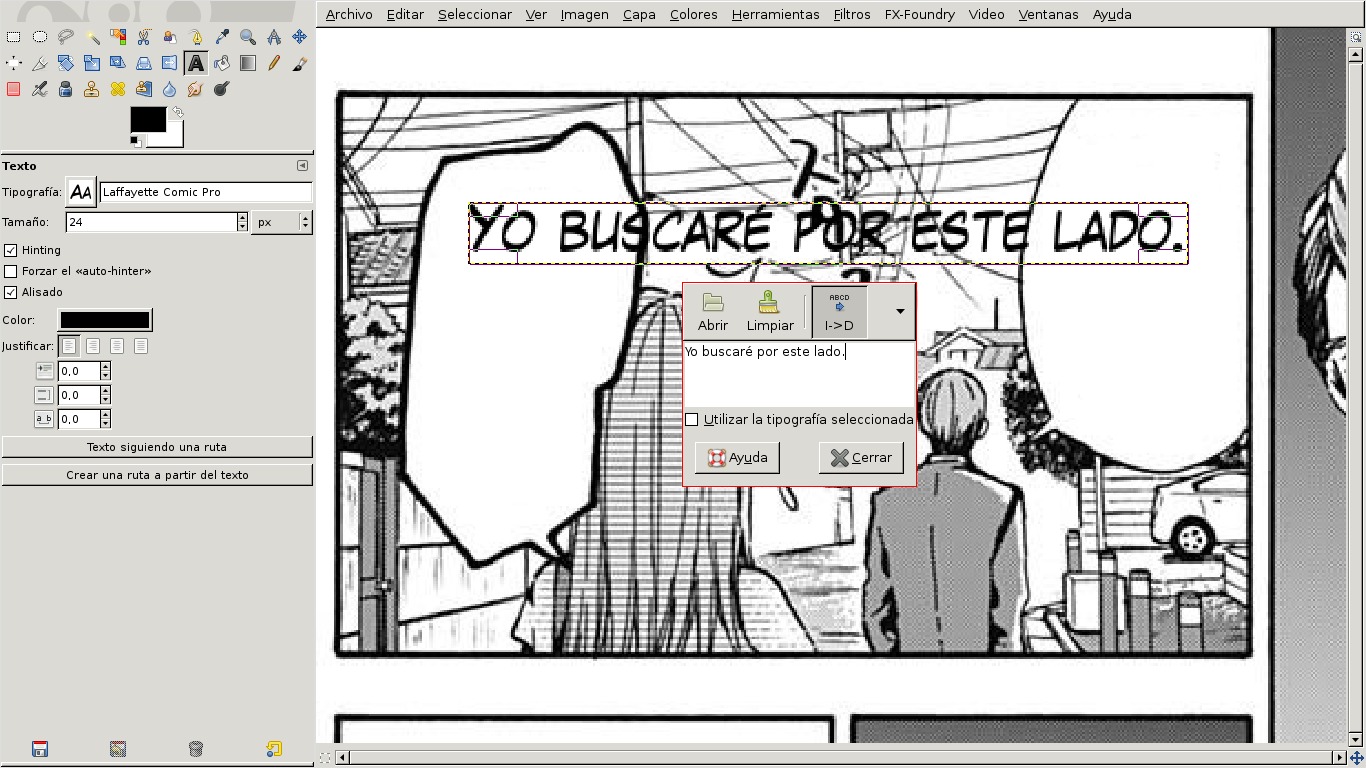 Archivo Editar Seleccionar Ver Imagen Capa Colores Herramientas Filtros FX-Foundry Video Ventanas Ayuda
Texto
Tipografía: Aa Laffayette Comic Pro
Tamaño: 24 px
Hinting
Forzar el «auto-hinter»
Alisado
Color:
Justificar:
0,0
0,0
a_b 0,0
Texto siguiendo una ruta
Crear una ruta a partir del texto
YO BUSCARÉ POR ESTE LADO.
Abrir Limpiar ABCD I->D
Yo buscaré por este lado.
Utilizar la tipografía seleccionada
Ayuda Cerrar